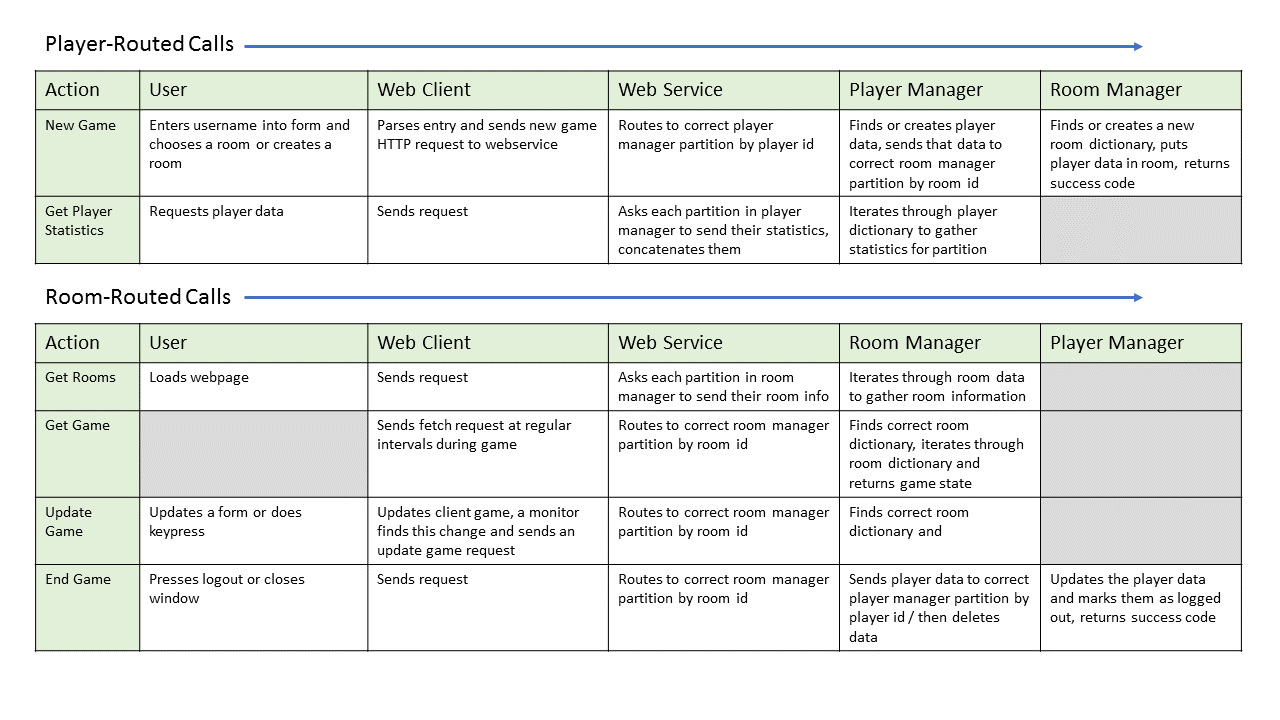 Player-Routed Calls
Action User Web Client Web Service Player Manager Room Manager
New Game
Enters username into form and
chooses a room or creates a
room
Parses entry and sends new game
HTTP request to webservice
Routes to correct player
manager partition by player id
Finds or creates player
data, sends that data to
correct room manager
partition by room id
Finds or creates a new
room dictionary, puts
player data in room, returns
success code
Get Player
Statistics
Requests player data
Sends request
Asks each partition in player
manager to send their statistics,
concatenates them
Iterates through player
dictionary to gather
statistics for partition
Room-Routed Calls
Action User Web Client Web Service Room Manager Player Manager
Get Rooms
Loads webpage
Sends request
Asks each partition in room
manager to send their room info
Iterates through room data
to gather room information
Get Game
Sends fetch request at regular
intervals during game
Routes to correct room manager
partition by room id
Finds correct room
dictionary, iterates through
room dictionary and
returns game state
Update
Game
Updates a form or does
keypress
Updates client game, a monitor
finds this change and sends an
update game request
Routes to correct room manager
partition by room id
Finds correct room
dictionary and
End Game
Presses logout or closes
window
Sends request
Routes to correct room manager
partition by room id
Sends player data to correct
player manager partition by
player id / then deletes
data
Updates the player data
and marks them as logged
out, returns success code